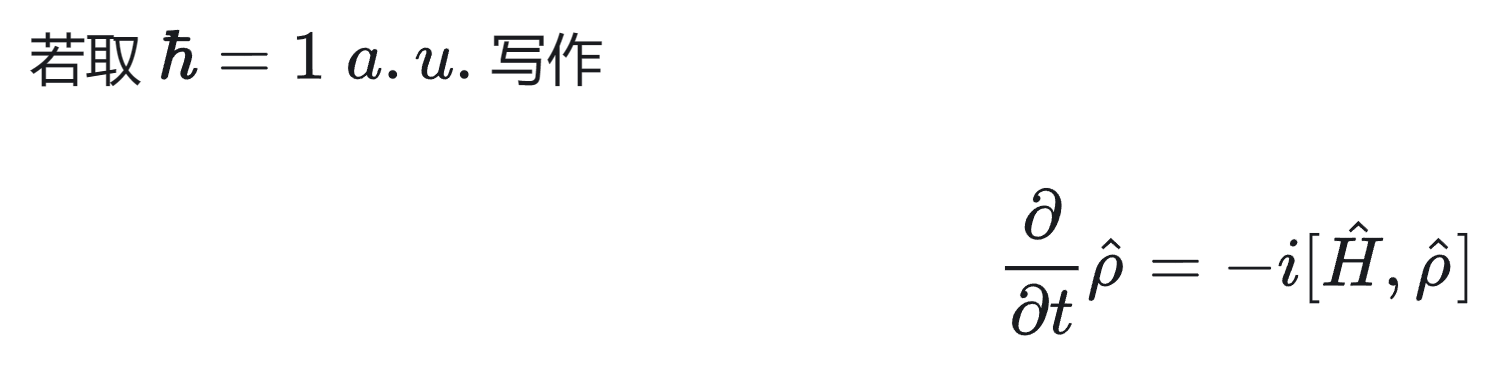 若取 ℏ = 1 a. u. 写作
∂/∂t ρ̂ = −i[Ĥ, ρ̂]